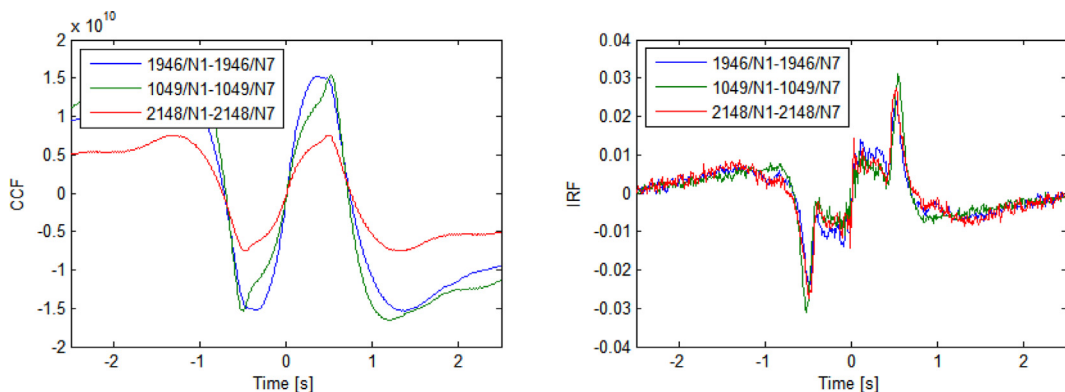 x 10^10
2
1.5
1
0.5
0
-0.5
-1
-1.5
-2
CCF
-2 -1 0 1 2
Time [s]
1946/N1-1946/N7
1049/N1-1049/N7
2148/N1-2148/N7
0.04
0.03
0.02
0.01
0
-0.01
-0.02
-0.03
-0.04
IRF
-2 -1 0 1 2
Time [s]
1946/N1-1946/N7
1049/N1-1049/N7
2148/N1-2148/N7